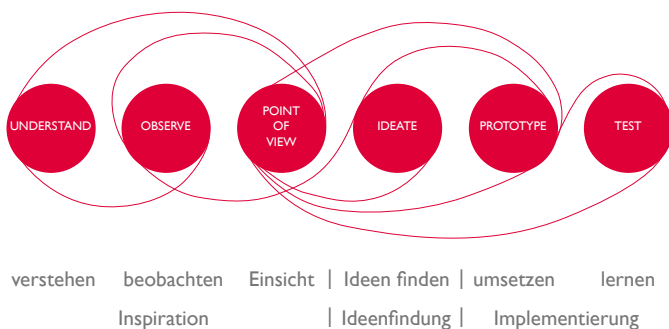 UNDERSTAND
OBSERVE
POINT
OF
VIEW
IDEATE
PROTOTYPE
TEST
verstehen beobachten Einsicht | Ideen finden | umsetzen lernen
Inspiration | Ideenfindung | Implementierung